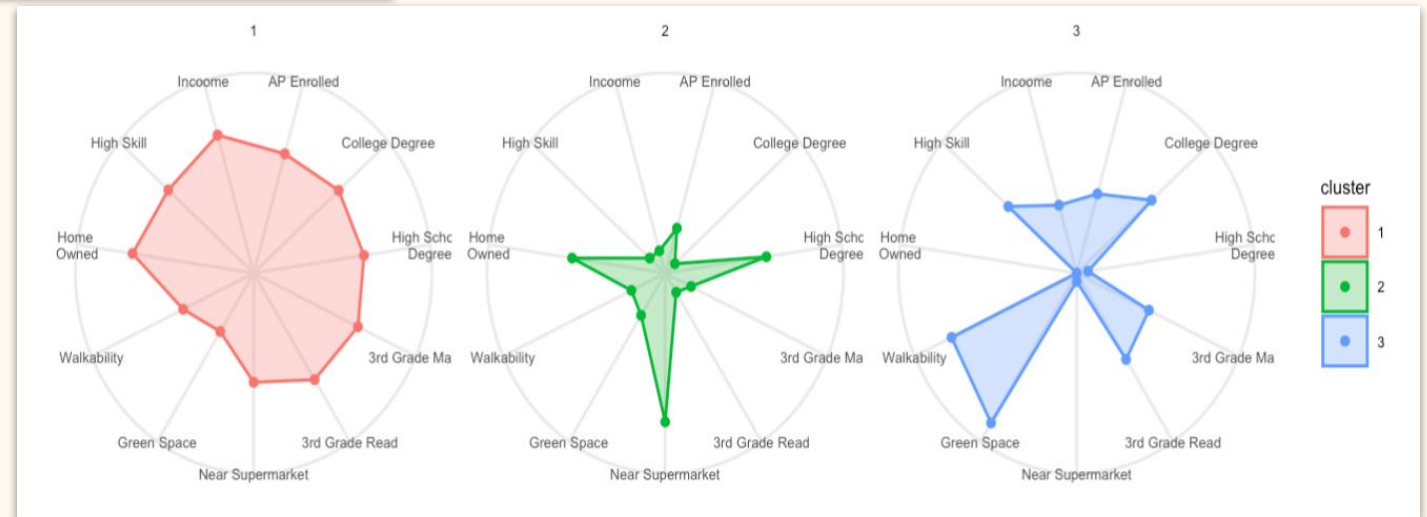 1
Incoome AP Enrolled
High Skill College Degree
Home
Owned
High Schc
Degree
Walkability 3rd Grade Ma
Green Space 3rd Grade Read
Near Supermarket
2
Incoome AP Enrolled
High Skill College Degree
Home
Owned
High Schc
Degree
Walkability 3rd Grade Ma
Green Space 3rd Grade Read
Near Supermarket
3
Incoome AP Enrolled
High Skill College Degree
Home
Owned
High Schc
Degree
Walkability 3rd Grade Ma
Green Space 3rd Grade Read
Near Supermarket
cluster
1
2
3